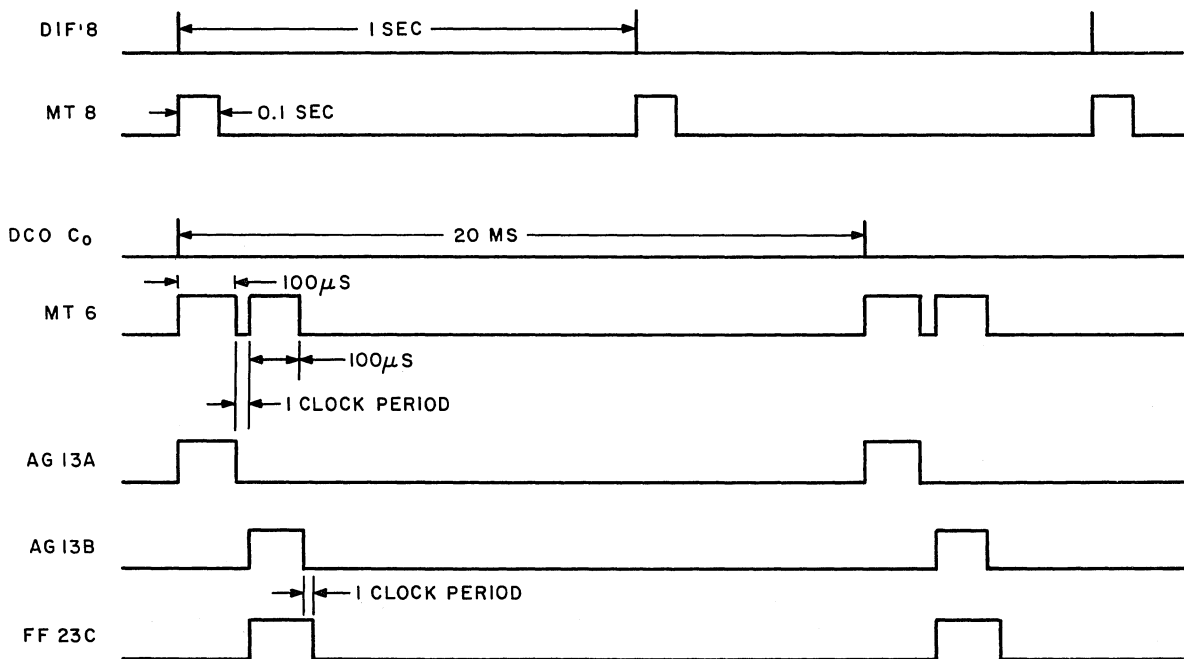 DIF'8
1 SEC
MT 8
0.1 SEC
DCO C₀
20 MS
100μS
MT 6
100μS
1 CLOCK PERIOD
AG 13A
AG 13B
1 CLOCK PERIOD
FF 23C